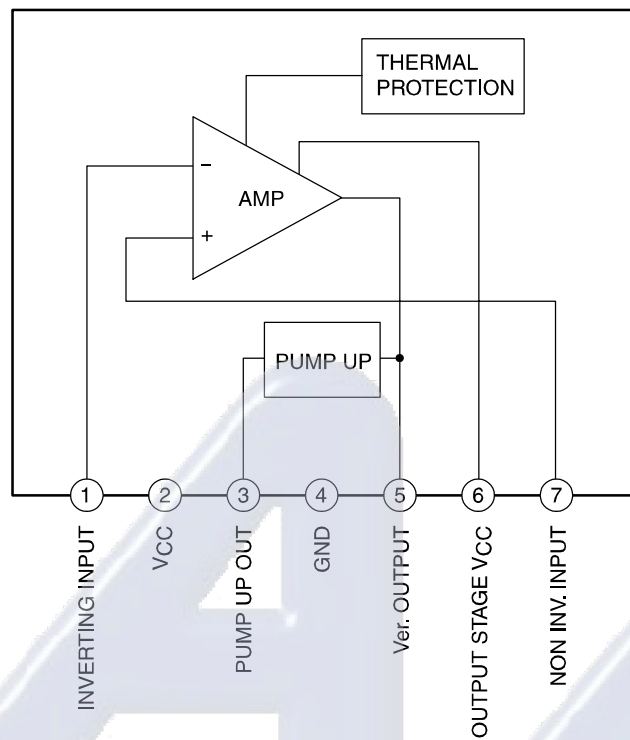 THERMAL
PROTECTION
−
AMP
+
PUMP UP
1
2
3
4
5
6
7
INVERTING INPUT
VCC
PUMP UP OUT
GND
Ver. OUTPUT
OUTPUT STAGE VCC
NON INV. INPUT